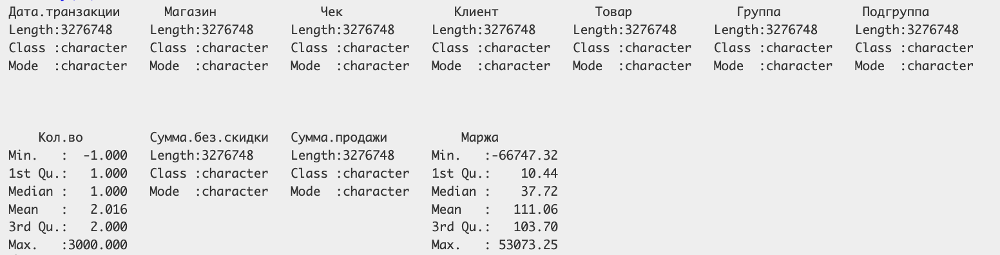 Дата.транзакции Магазин Чек Клиент Товар Группа Подгруппа
Length:3276748 Length:3276748 Length:3276748 Length:3276748 Length:3276748 Length:3276748 Length:3276748
Class :character Class :character Class :character Class :character Class :character Class :character Class :character
Mode :character Mode :character Mode :character Mode :character Mode :character Mode :character Mode :character
Кол.во Сумма.без.скидки Сумма.продажи Маржа
Min. : -1.000 Length:3276748 Length:3276748 Min. :-66747.32
1st Qu.: 1.000 Class :character Class :character 1st Qu.: 10.44
Median : 1.000 Mode :character Mode :character Median : 37.72
Mean : 2.016 Mean : 111.06
3rd Qu.: 2.000 3rd Qu.: 103.70
Max. :3000.000 Max. : 53073.25